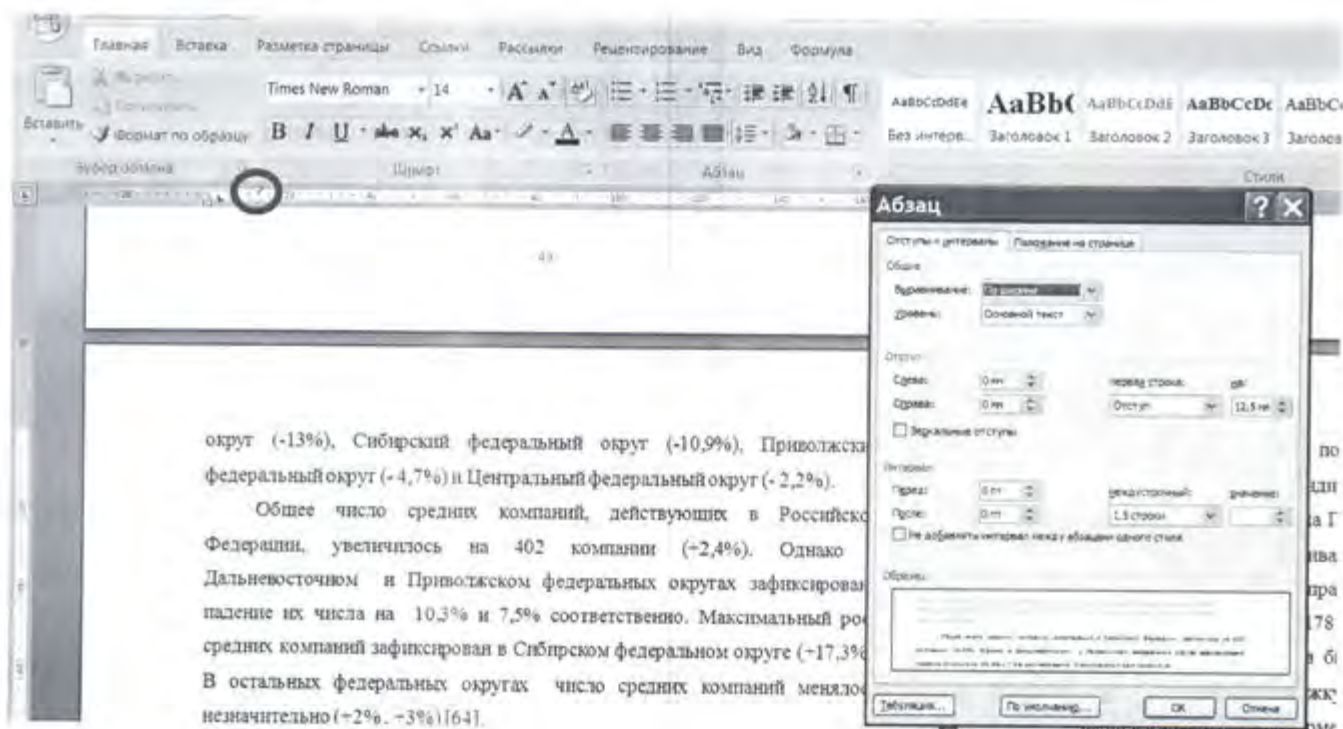 Главная Вставка Разметка страницы Ссылки Рассылки Рецензирование Вид Формула
Вырезать
Копировать
Вставить
Формат по образцу
Times New Roman 14
AaBbCcDdEe AaBb( AaBbCcDdE AaBbCcDc AaBbCc
Без интерв... Заголовок 1 Заголовок 2 Заголовок 3 Заголов
Буфер обмена Шрифт Абзац Стили
49
округ (-13%), Сибирский федеральный округ (-10,9%), Приволжски
федеральный округ (- 4,7%) и Центральный федеральный округ (- 2,2%).
Общее число средних компаний, действующих в Российско
Федерации, увеличилось на 402 компании (+2,4%). Однако
Дальневосточном и Приволжском федеральных округах зафиксирован
падение их числа на 10,3% и 7,5% соответственно. Максимальный ро
средних компаний зафиксирован в Сибирском федеральном округе (+17,3%
В остальных федеральных округах число средних компаний менялос
незначительно (+2%, -3%) [64].
Абзац ? X
Отступы и интервалы Положение на странице
Общие
Выравнивание: По ширине
Уровень: Основной текст
Отступ
Слева: 0 мм первая строка: на:
Справа: 0 мм Отступ 12,5 мм
Зеркальные отступы
Интервал
Перед: 0 пт междустрочный: значение:
После: 0 пт 1,5 строки
Не добавлять интервал между абзацами одного стиля
Образец
Табуляция... По умолчанию... ОК Отмена
по
178